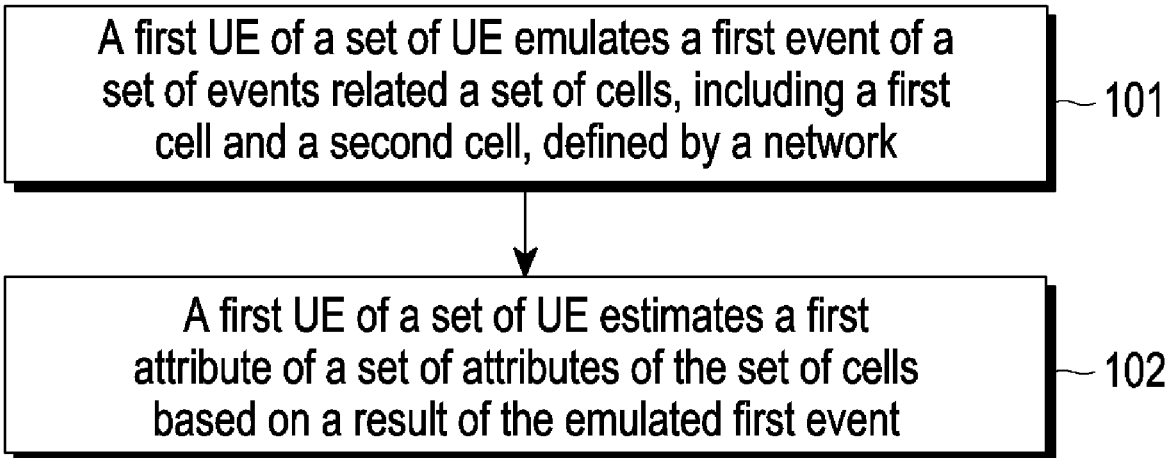 A first UE of a set of UE emulates a first event of a
set of events related a set of cells, including a first
cell and a second cell, defined by a network
101
A first UE of a set of UE estimates a first
attribute of a set of attributes of the set of cells
based on a result of the emulated first event
102